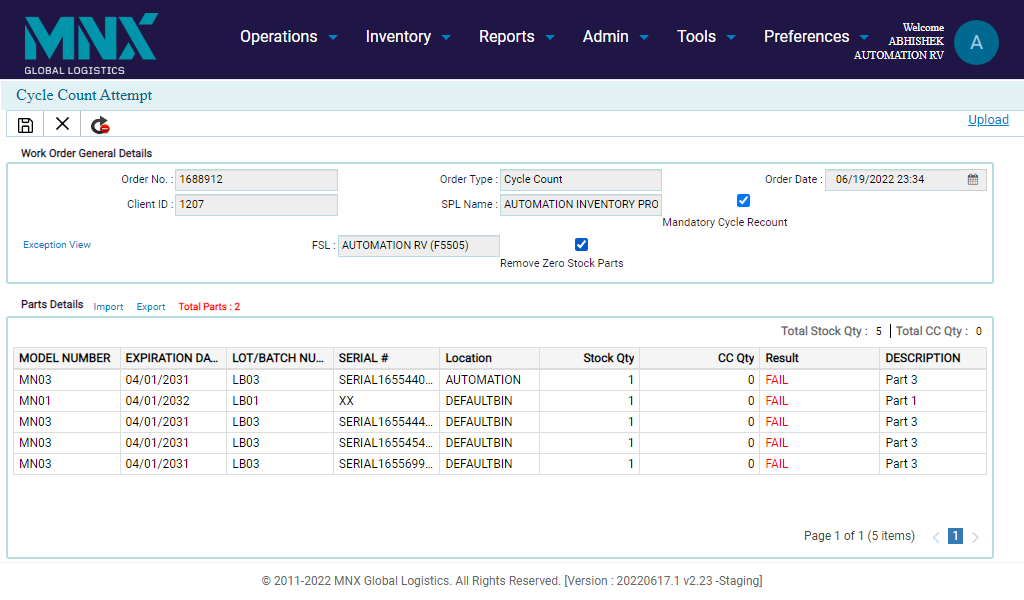 MNX
GLOBAL LOGISTICS
Operations Inventory Reports Admin Tools Preferences
Welcome
ABHISHEK
AUTOMATION RV
A
Cycle Count Attempt
Upload
Work Order General Details
Order No. : 1688912 Order Type : Cycle Count Order Date : 06/19/2022 23:34
Client ID : 1207 SPL Name : AUTOMATION INVENTORY PRO
Mandatory Cycle Recount
Exception View FSL : AUTOMATION RV (F5505)
Remove Zero Stock Parts
Parts Details Import Export Total Parts : 2
Total Stock Qty : 5 Total CC Qty : 0
MODEL NUMBER EXPIRATION DA... LOT/BATCH NU... SERIAL # Location Stock Qty CC Qty Result DESCRIPTION
MN03 04/01/2031 LB03 SERIAL1655440... AUTOMATION 1 0 FAIL Part 3
MN01 04/01/2032 LB01 XX DEFAULTBIN 1 0 FAIL Part 1
MN03 04/01/2031 LB03 SERIAL1655444... DEFAULTBIN 1 0 FAIL Part 3
MN03 04/01/2031 LB03 SERIAL1655454... DEFAULTBIN 1 0 FAIL Part 3
MN03 04/01/2031 LB03 SERIAL1655699... DEFAULTBIN 1 0 FAIL Part 3
Page 1 of 1 (5 items) 1
© 2011-2022 MNX Global Logistics. All Rights Reserved. [Version : 20220617.1 v2.23 -Staging]